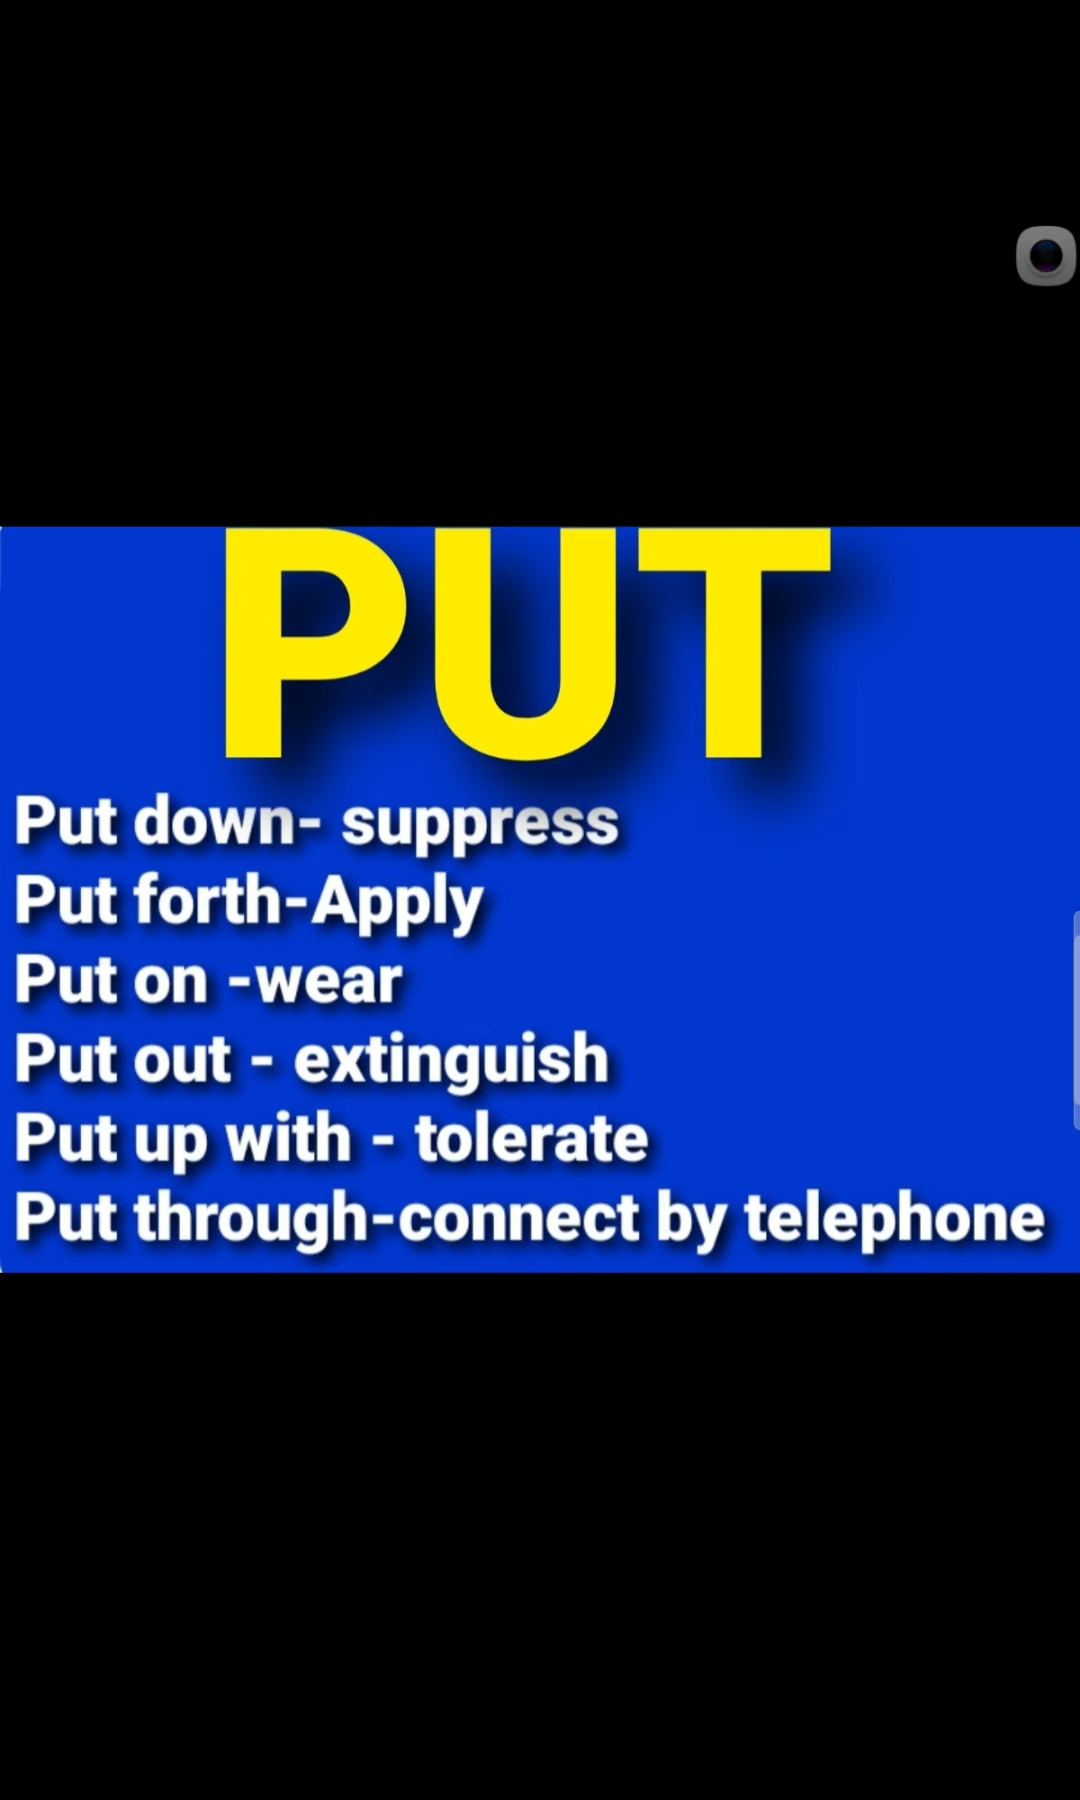 PUT
Put down- suppress
Put forth-Apply
Put on -wear
Put out - extinguish
Put up with - tolerate
Put through-connect by telephone